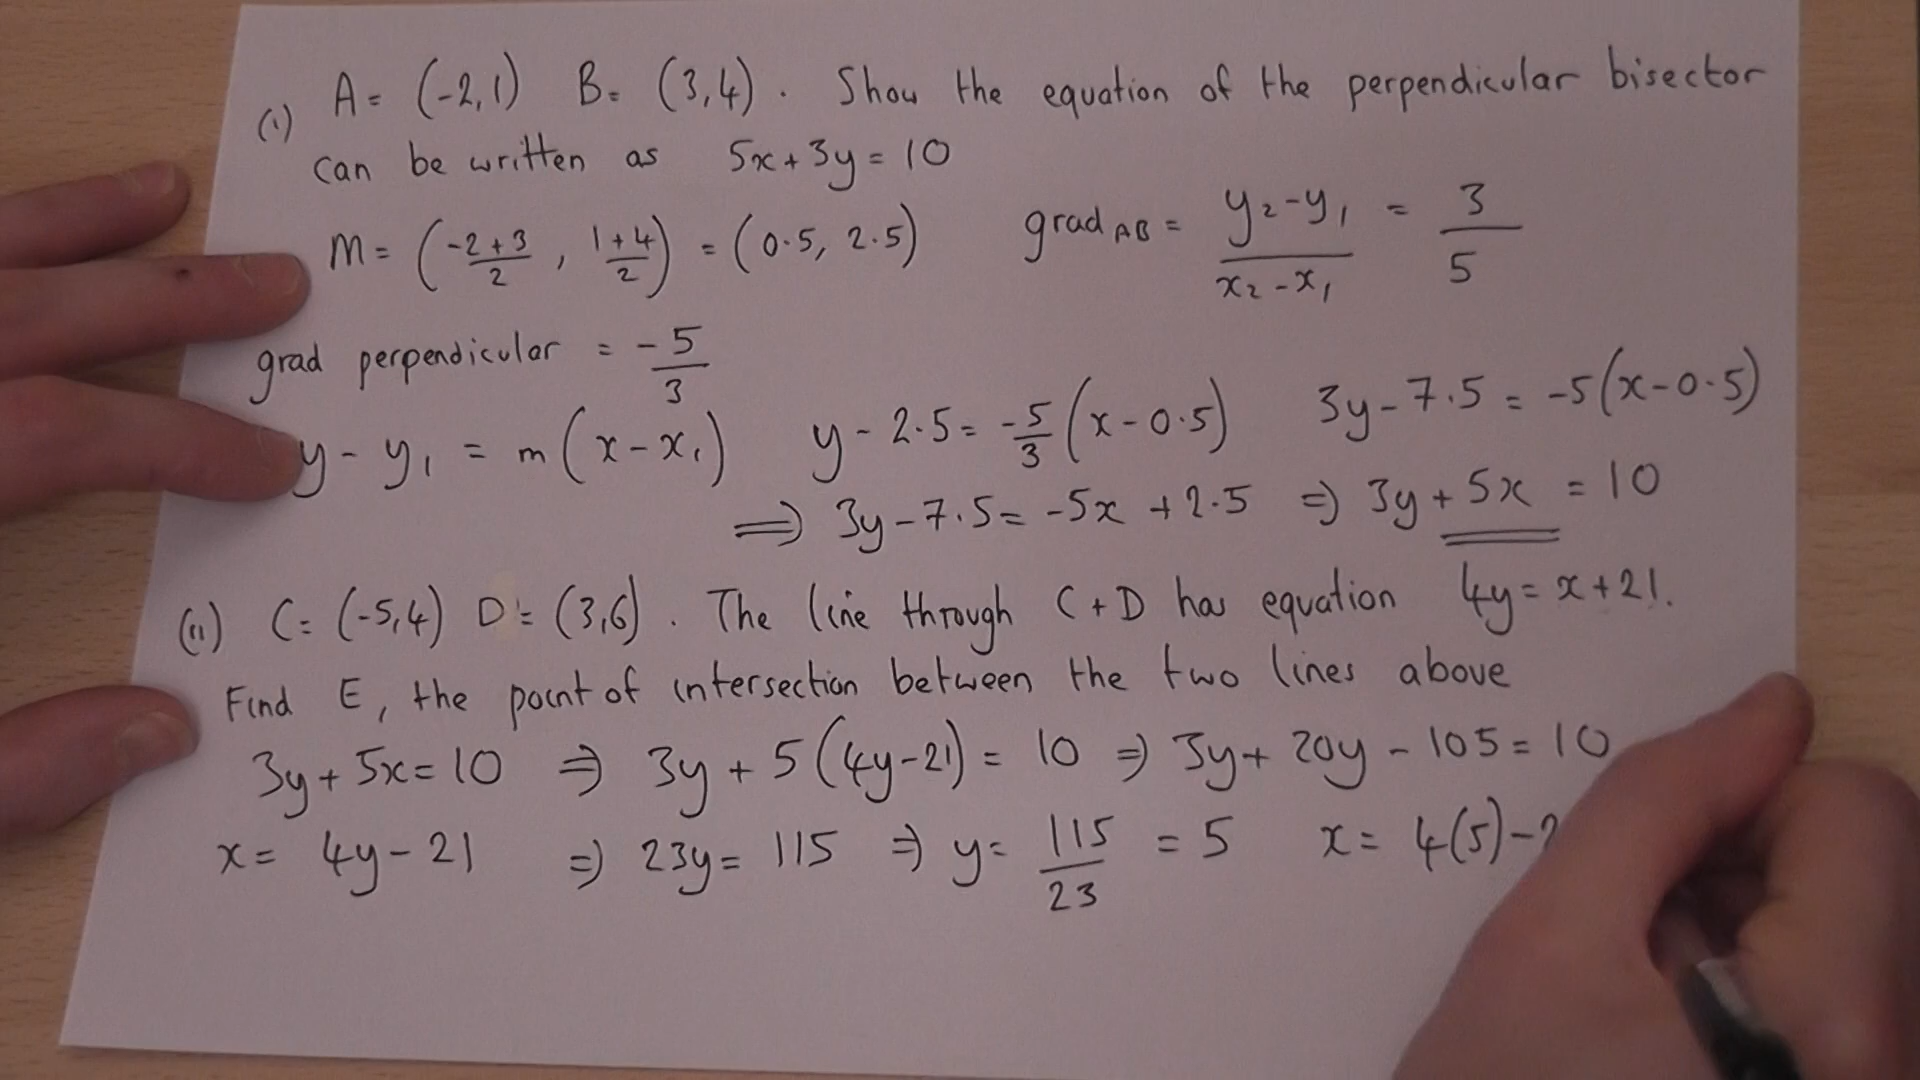 (i) A = (-2,1) B = (3,4). Show the equation of the perpendicular bisector
can be written as 5x + 3y = 10
M = (-2+3/2, 1+4/2) = (0.5, 2.5) grad AB = y₂-y₁/x₂-x₁ = 3/5
grad perpendicular = -5/3
y - y₁ = m(x - x₁) y - 2.5 = -5/3(x - 0.5) 3y - 7.5 = -5(x - 0.5)
⇒ 3y - 7.5 = -5x + 2.5 ⇒ 3y + 5x = 10
(ii) C = (-5,4) D = (3,6). The line through C + D has equation 4y = x + 21.
Find E, the point of intersection between the two lines above
3y + 5x = 10 ⇒ 3y + 5(4y - 21) = 10 ⇒ 3y + 20y - 105 = 10
x = 4y - 21 ⇒ 23y = 115 ⇒ y = 115/23 = 5 x = 4(5) - 2